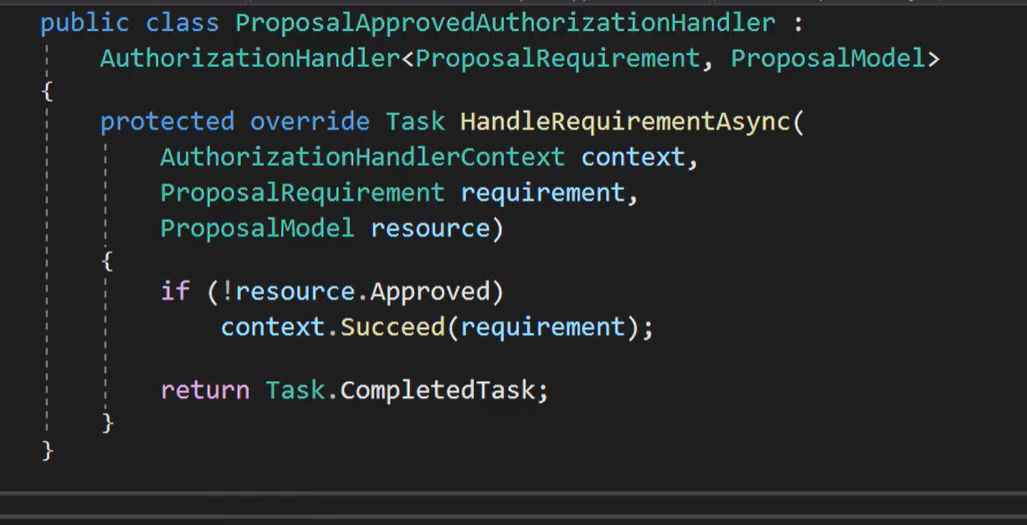 public class ProposalApprovedAuthorizationHandler :
    AuthorizationHandler<ProposalRequirement, ProposalModel>
{
    protected override Task HandleRequirementAsync(
        AuthorizationHandlerContext context,
        ProposalRequirement requirement,
        ProposalModel resource)
    {
        if (!resource.Approved)
            context.Succeed(requirement);

        return Task.CompletedTask;
    }
}